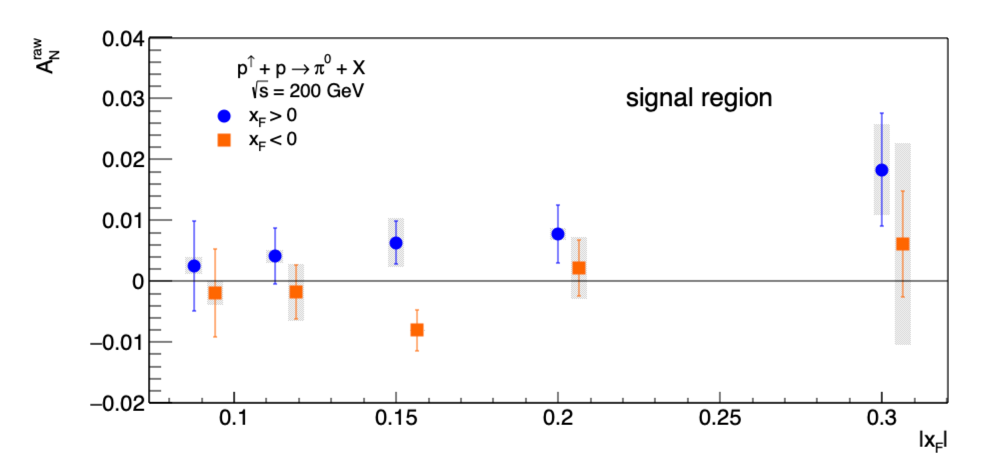 A_N^raw
0.04
0.03
0.02
0.01
0
−0.01
−0.02
p↑ + p → π⁰ + X
√s = 200 GeV
x_F > 0
x_F < 0
signal region
0.1 0.15 0.2 0.25 0.3
|x_F|